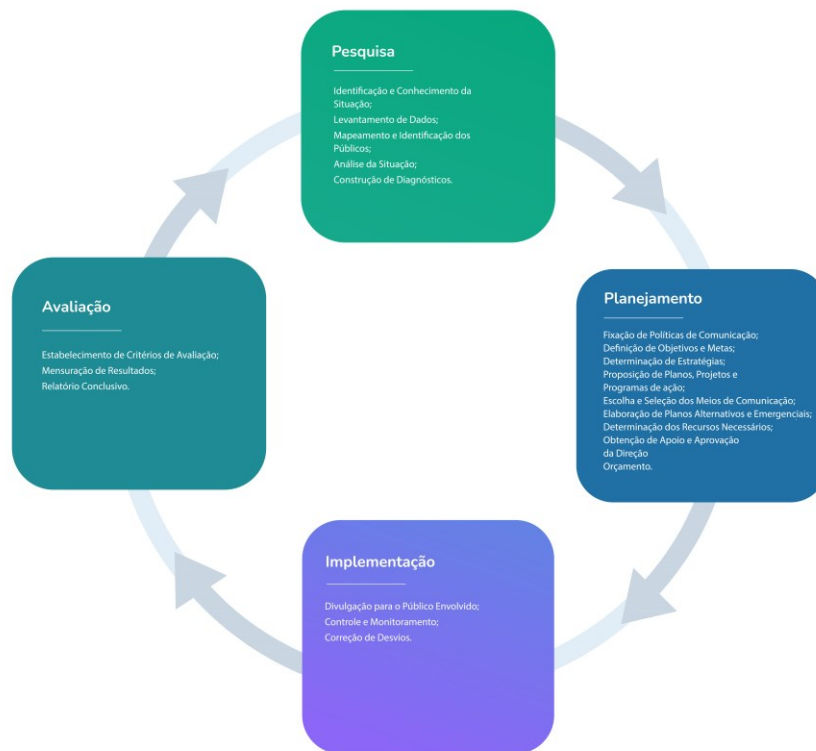 Pesquisa
Identificação e Conhecimento da
Situação;
Levantamento de Dados;
Mapeamento e Identificação dos
Públicos;
Análise da Situação;
Construção de Diagnósticos.
Planejamento
Fixação de Políticas de Comunicação;
Definição de Objetivos e Metas;
Determinação de Estratégias;
Proposição de Planos, Projetos e
Programas de ação;
Escolha e Seleção dos Meios de Comunicação;
Elaboração de Planos Alternativos e Emergenciais;
Determinação dos Recursos Necessários;
Obtenção de Apoio e Aprovação
da Direção
Orçamento.
Implementação
Divulgação para o Público Envolvido;
Controle e Monitoramento;
Correção de Desvios.
Avaliação
Estabelecimento de Critérios de Avaliação;
Mensuração de Resultados;
Relatório Conclusivo.